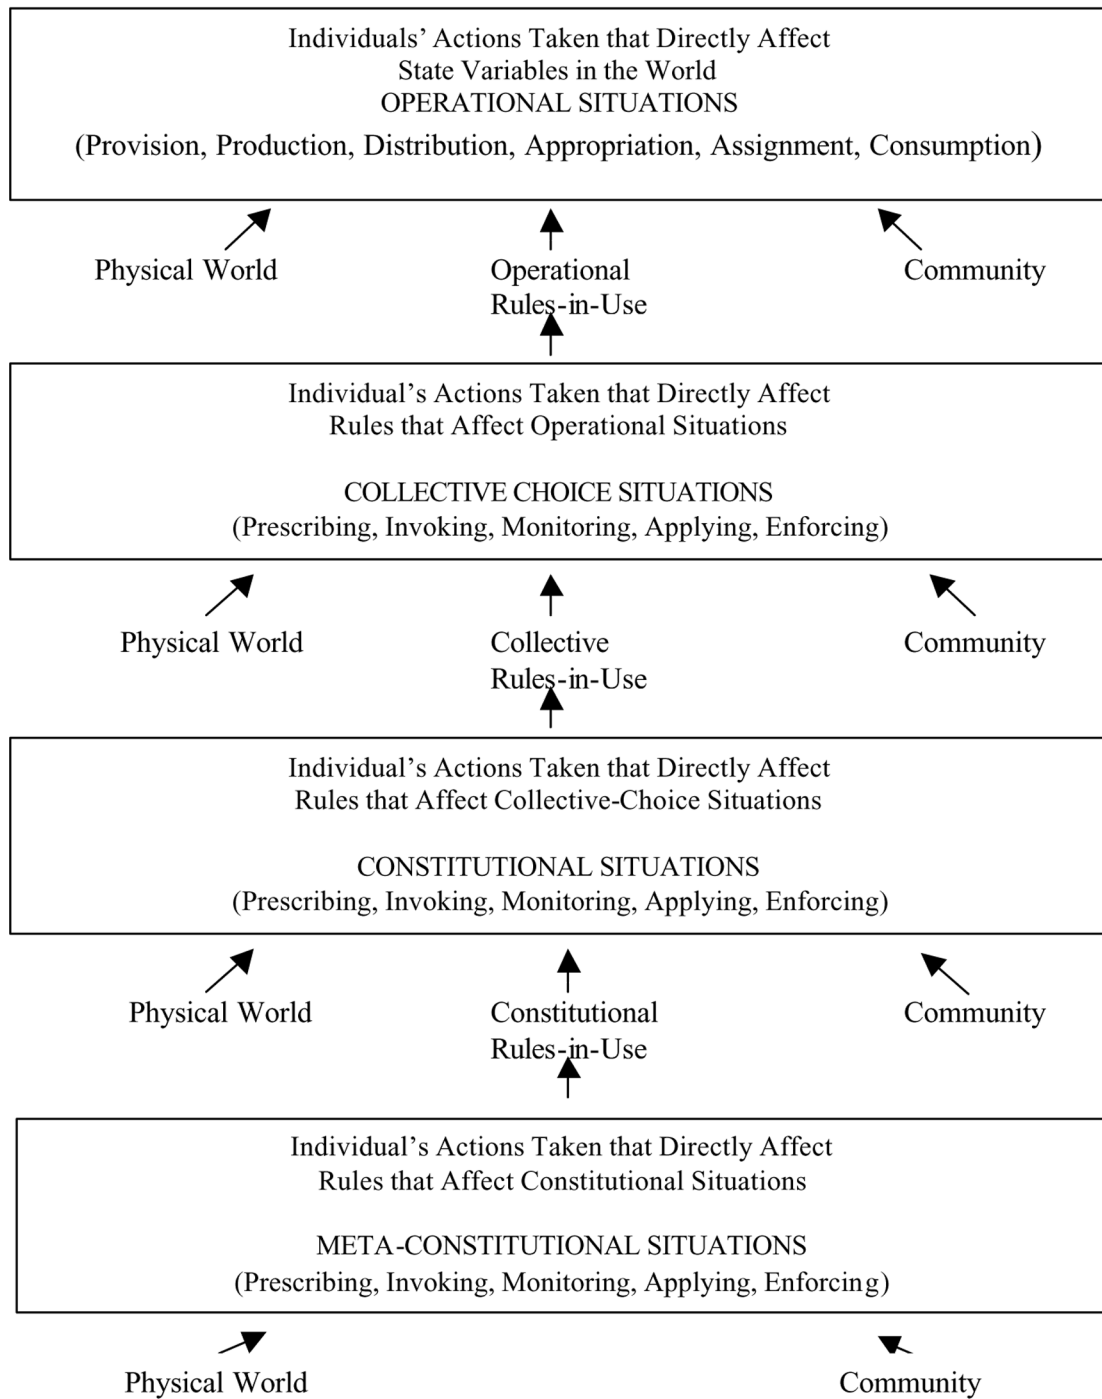 Individuals’ Actions Taken that Directly Affect
State Variables in the World
OPERATIONAL SITUATIONS
(Provision, Production, Distribution, Appropriation, Assignment, Consumption)
Physical World
Operational
Rules-in-Use
Community
Individual’s Actions Taken that Directly Affect
Rules that Affect Operational Situations
COLLECTIVE CHOICE SITUATIONS
(Prescribing, Invoking, Monitoring, Applying, Enforcing)
Physical World
Collective
Rules-in-Use
Community
Individual’s Actions Taken that Directly Affect
Rules that Affect Collective-Choice Situations
CONSTITUTIONAL SITUATIONS
(Prescribing, Invoking, Monitoring, Applying, Enforcing)
Physical World
Constitutional
Rules-in-Use
Community
Individual’s Actions Taken that Directly Affect
Rules that Affect Constitutional Situations
META-CONSTITUTIONAL SITUATIONS
(Prescribing, Invoking, Monitoring, Applying, Enforcing)
Physical World
Community